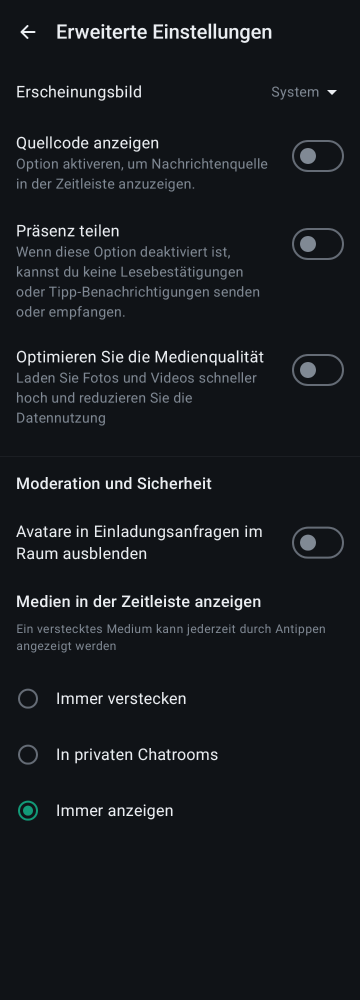 Erweiterte Einstellungen
Erscheinungsbild
System
Quellcode anzeigen
Option aktivieren, um Nachrichtenquelle
in der Zeitleiste anzuzeigen.
Präsenz teilen
Wenn diese Option deaktiviert ist,
kannst du keine Lesebestätigungen
oder Tipp-Benachrichtigungen senden
oder empfangen.
Optimieren Sie die Medienqualität
Laden Sie Fotos und Videos schneller
hoch und reduzieren Sie die
Datennutzung
Moderation und Sicherheit
Avatare in Einladungsanfragen im
Raum ausblenden
Medien in der Zeitleiste anzeigen
Ein verstecktes Medium kann jederzeit durch Antippen
angezeigt werden
Immer verstecken
In privaten Chatrooms
Immer anzeigen